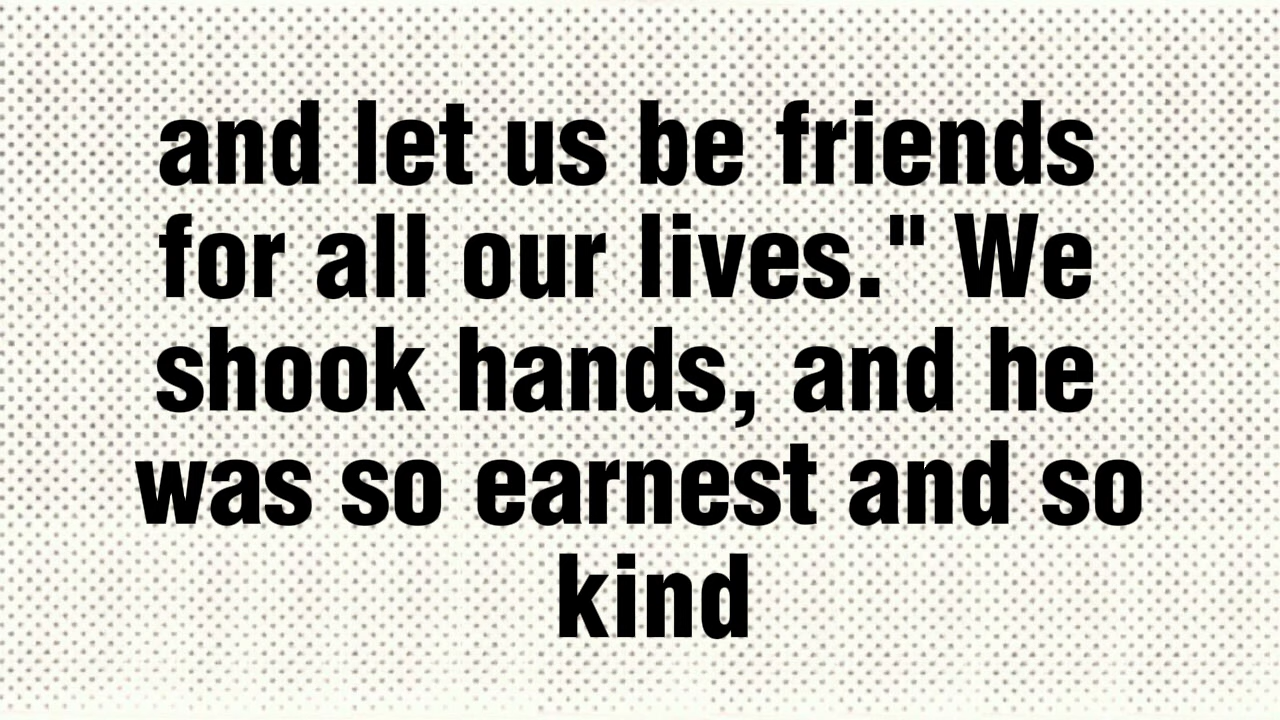 and let us be friends
for all our lives." We
shook hands, and he
was so earnest and so
kind